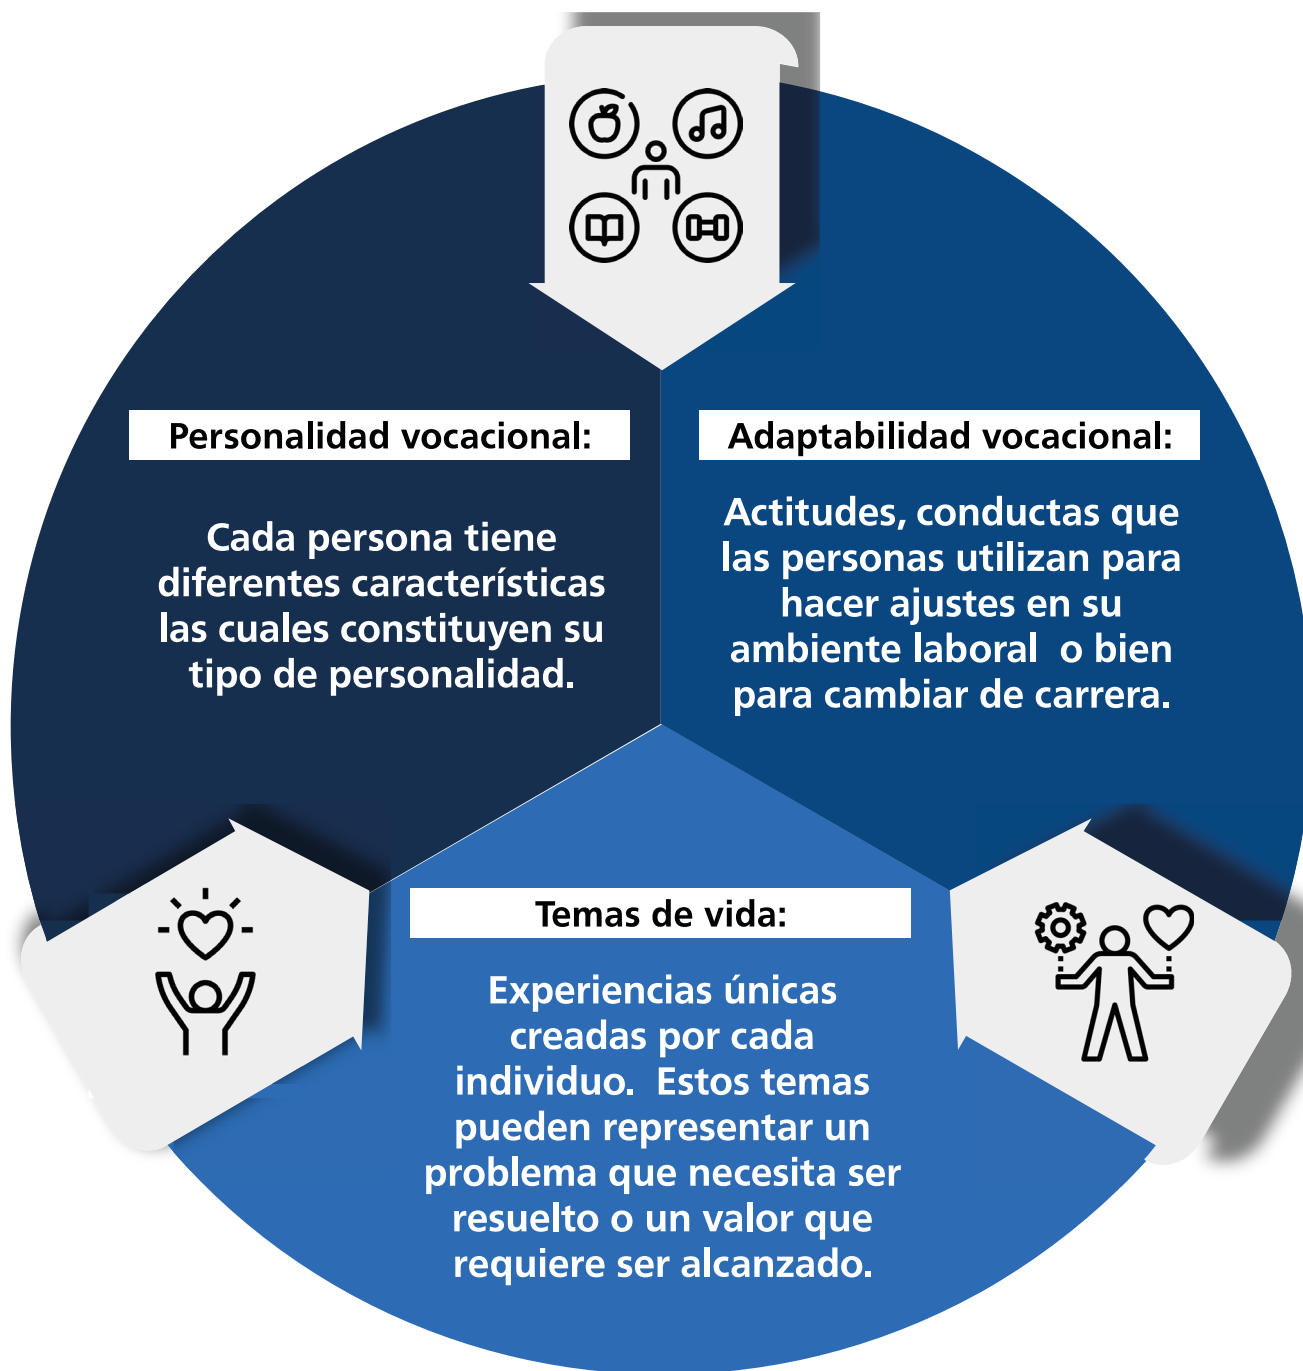 Personalidad vocacional:
Cada persona tiene
diferentes características
las cuales constituyen su
tipo de personalidad.
Adaptabilidad vocacional:
Actitudes, conductas que
las personas utilizan para
hacer ajustes en su
ambiente laboral  o bien
para cambiar de carrera.
Temas de vida:
Experiencias únicas
creadas por cada
individuo.  Estos temas
pueden representar un
problema que necesita ser
resuelto o un valor que
requiere ser alcanzado.